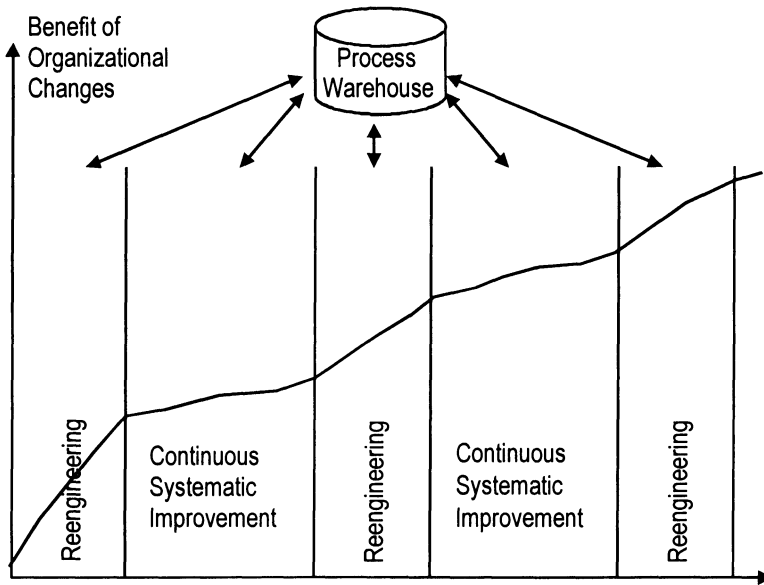 Benefit of
Organizational
Changes
Process
Warehouse
Reengineering
Continuous
Systematic
Improvement
Reengineering
Continuous
Systematic
Improvement
Reengineering